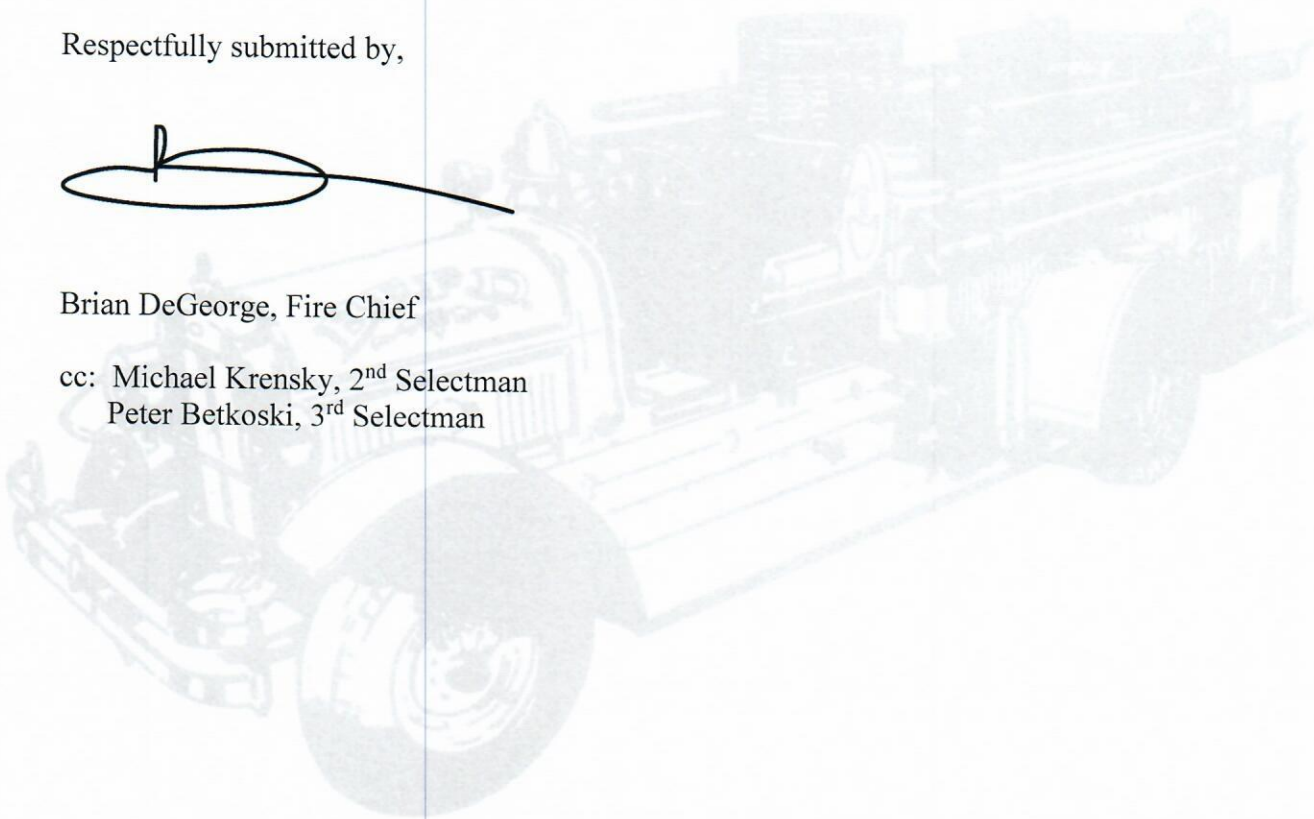 Respectfully submitted by,
Brian DeGeorge, Fire Chief
cc: Michael Krensky, 2nd Selectman
Peter Betkoski, 3rd Selectman